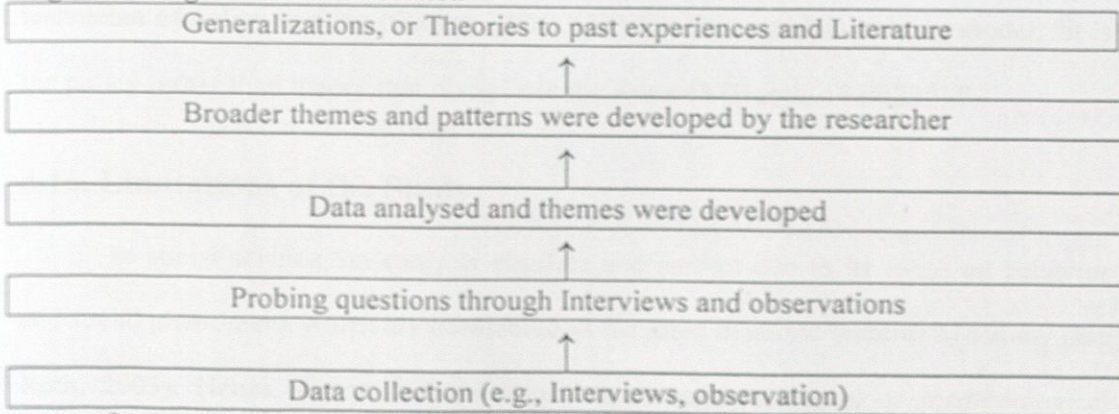 Generalizations, or Theories to past experiences and Literature
Broader themes and patterns were developed by the researcher
Data analysed and themes were developed
Probing questions through Interviews and observations
Data collection (e.g., Interviews, observation)